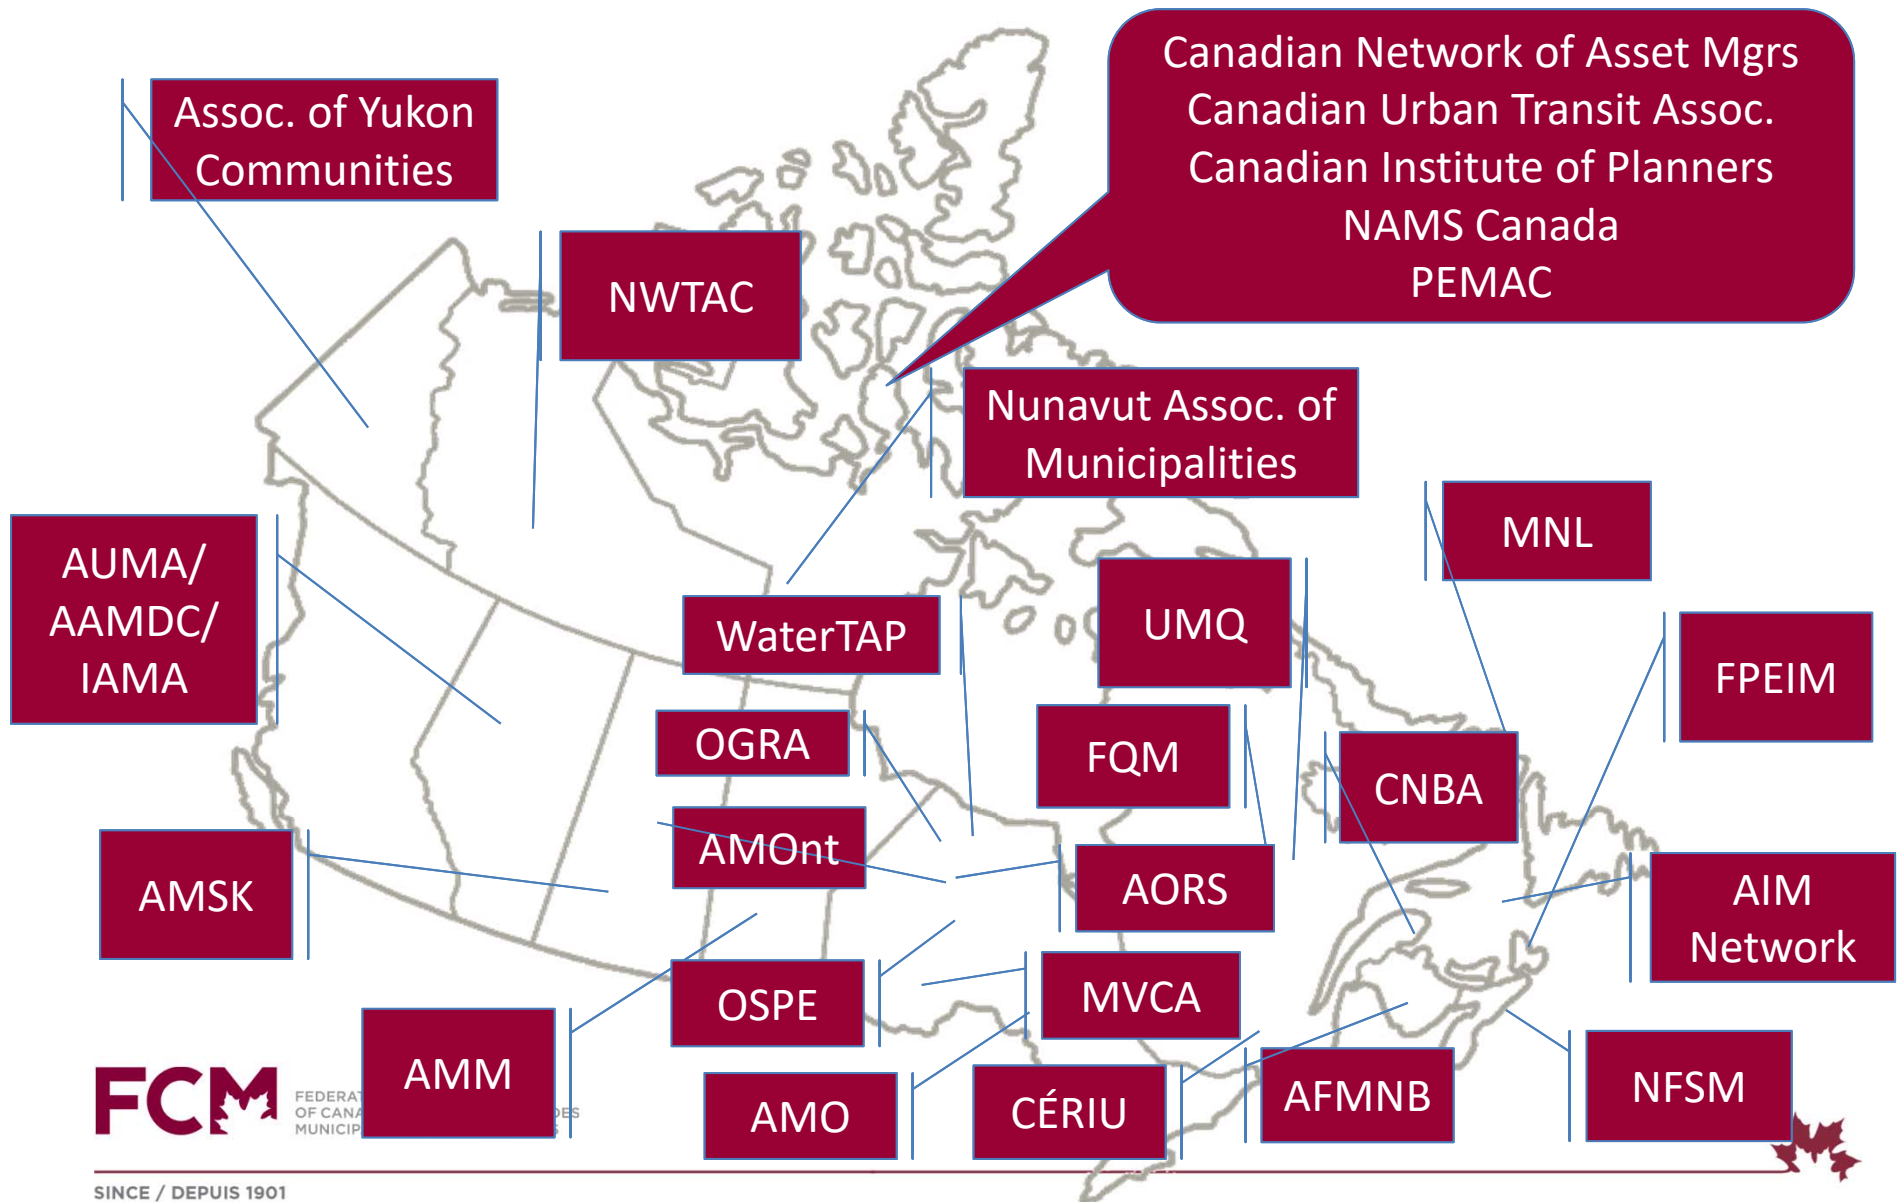 Canadian Network of Asset Mgrs
Canadian Urban Transit Assoc.
Canadian Institute of Planners
NAMS Canada
PEMAC
Assoc. of Yukon
Communities
NWTAC
Nunavut Assoc. of
Municipalities
MNL
AUMA/
AAMDC/
IAMA
WaterTAP
UMQ
FPEIM
OGRA
FQM
CNBA
AMOnt
AMSK
AORS
AIM
Network
OSPE
MVCA
AMM
AMO
CÉRIU
AFMNB
NFSM
FCM
OF
SINCE / DEPUIS 1901